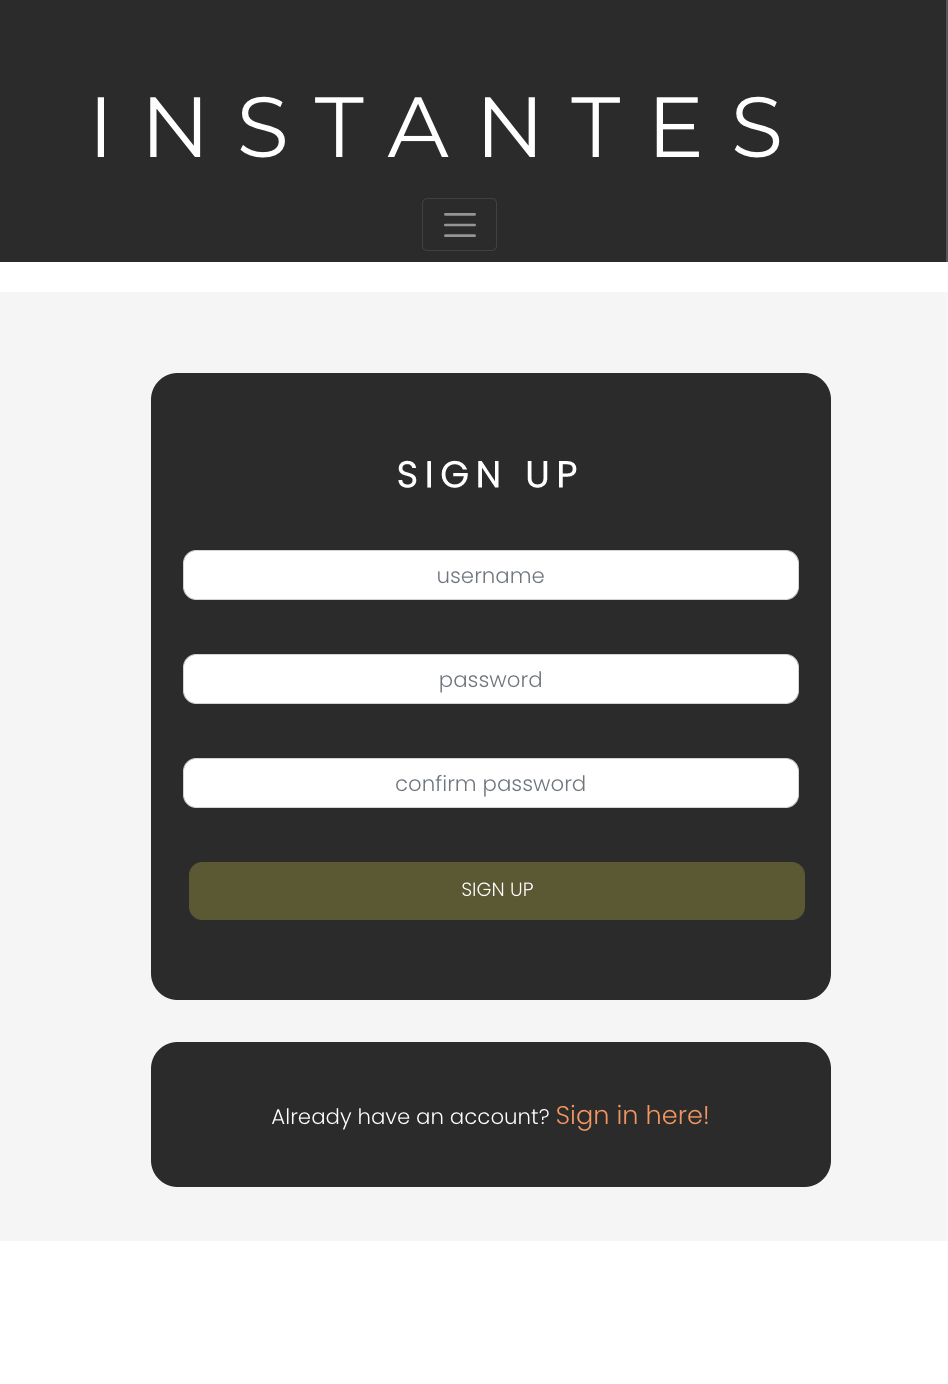 INSTANTES
SIGN UP
username
password
confirm password
SIGN UP
Already have an account? Sign in here!